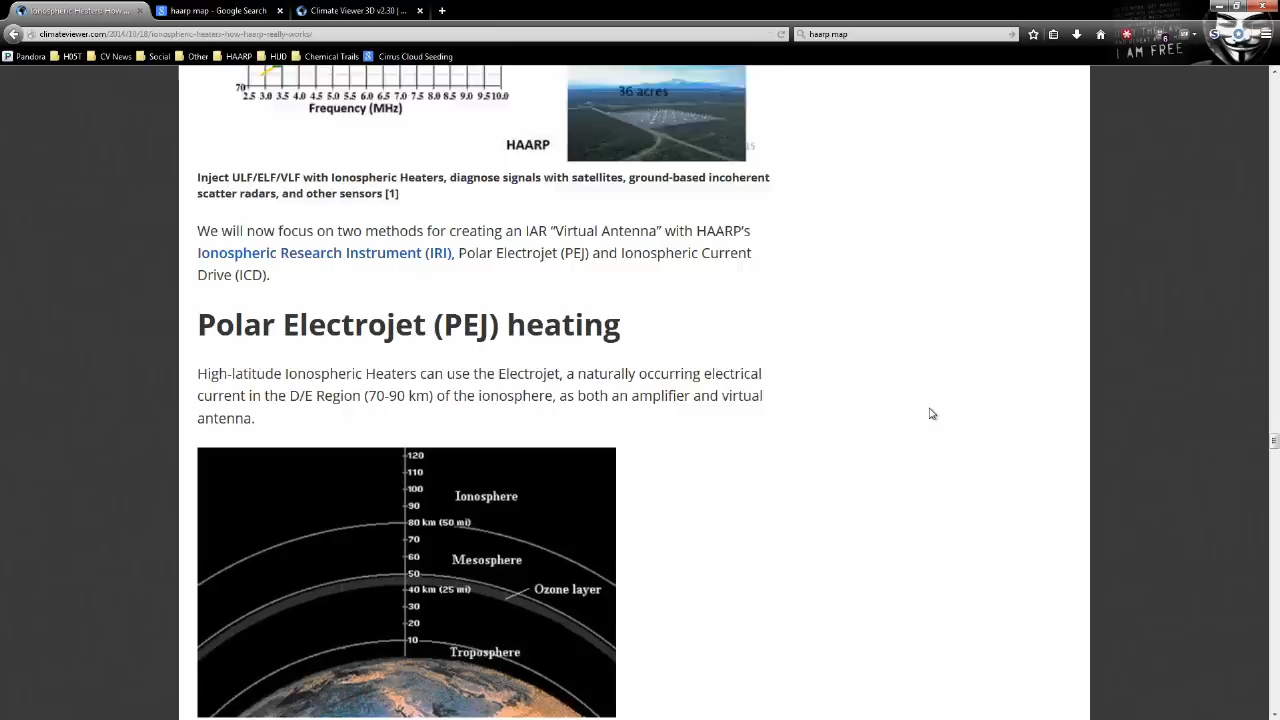 Ionospheric Heaters: How...
haarp map - Google Search
Climate Viewer 3D v2.30 | ...
climateviewer.com/2014/10/18/ionospheric-heaters-how-haarp-really-works/
haarp map
I AM FREE
Pandora
H05T
CV News
Social
Other
HAARP
HUD
Chemical Trails
Cirrus Cloud Seeding
70
2.5 3.0 3.5 4.0 4.5 5.0 5.5 6.0 6.5 7.0 7.5 8.0 8.5 9.0 9.5 10.0
Frequency (MHz)
36 acres
HAARP
15
Inject ULF/ELF/VLF with Ionospheric Heaters, diagnose signals with satellites, ground-based incoherent
scatter radars, and other sensors [1]
We will now focus on two methods for creating an IAR “Virtual Antenna” with HAARP’s
Ionospheric Research Instrument (IRI), Polar Electrojet (PEJ) and Ionospheric Current
Drive (ICD).
Polar Electrojet (PEJ) heating
High-latitude Ionospheric Heaters can use the Electrojet, a naturally occurring electrical
current in the D/E Region (70-90 km) of the ionosphere, as both an amplifier and virtual
antenna.
120
110
100
Ionosphere
90
80 km (50 mi)
70
60
Mesosphere
50
40 km (25 mi)
Ozone layer
30
20
10
Troposphere